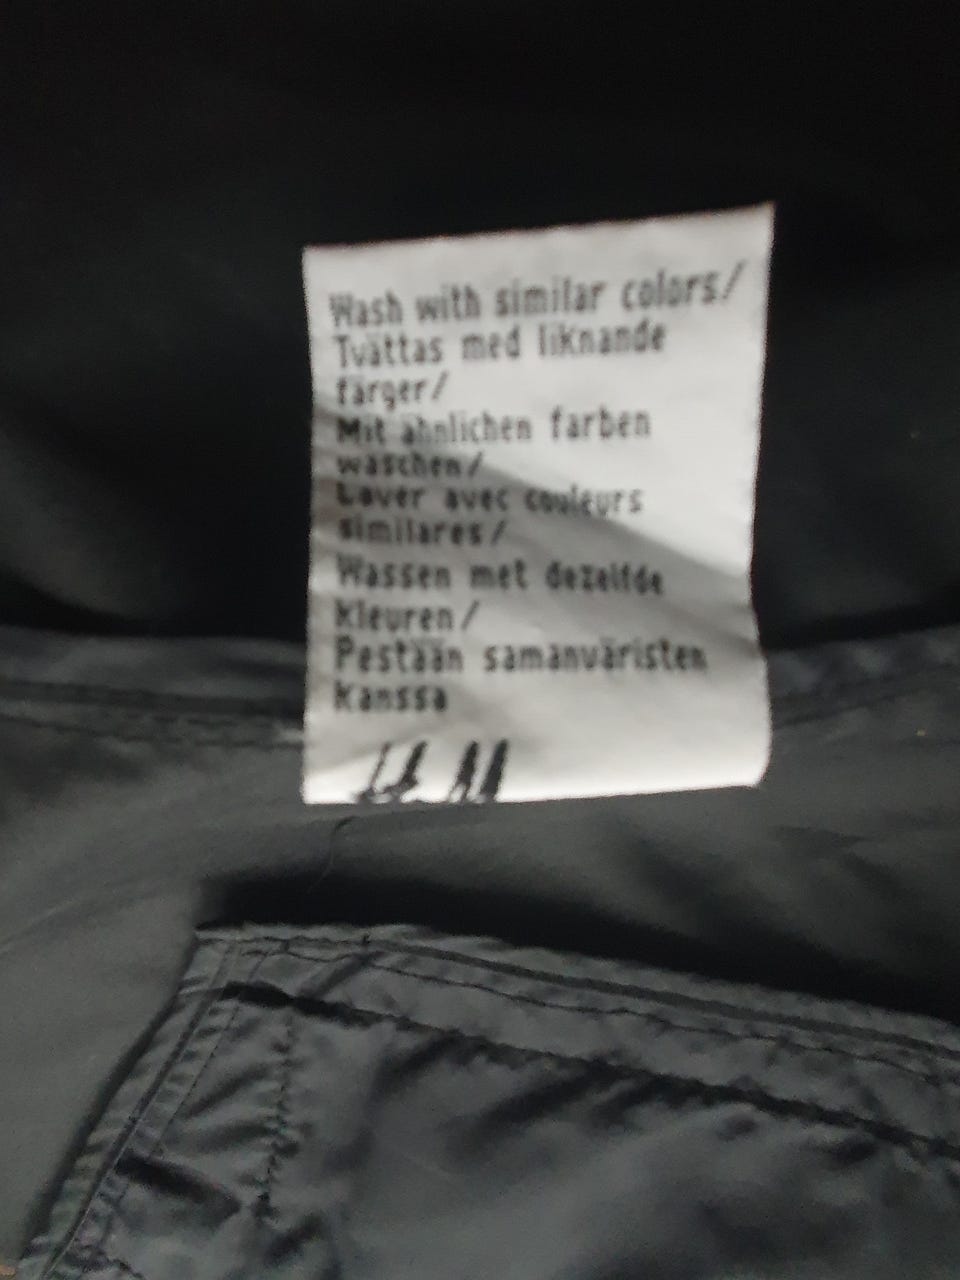 Wash with similar colors/
Tvättas med liknande
färger/
Mit ähnlichen farben
waschen/
Laver avec couleurs
similares/
Wassen met dezelfde
kleuren/
Pestään samanväristen
kanssa